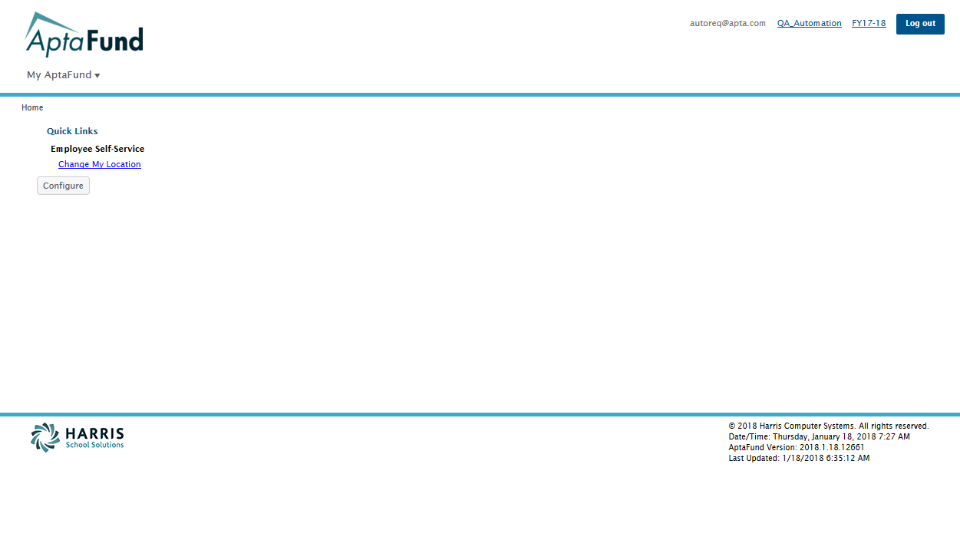 AptaFund
autoreq@apta.com QA_Automation FY17-18 Log out
My AptaFund
Home
Quick Links
Employee Self-Service
Change My Location
Configure
HARRIS
School Solutions
© 2018 Harris Computer Systems. All rights reserved.
Date/Time: Thursday, January 18, 2018 7:27 AM
AptaFund Version: 2018.1.18.12661
Last Updated: 1/18/2018 6:35:12 AM